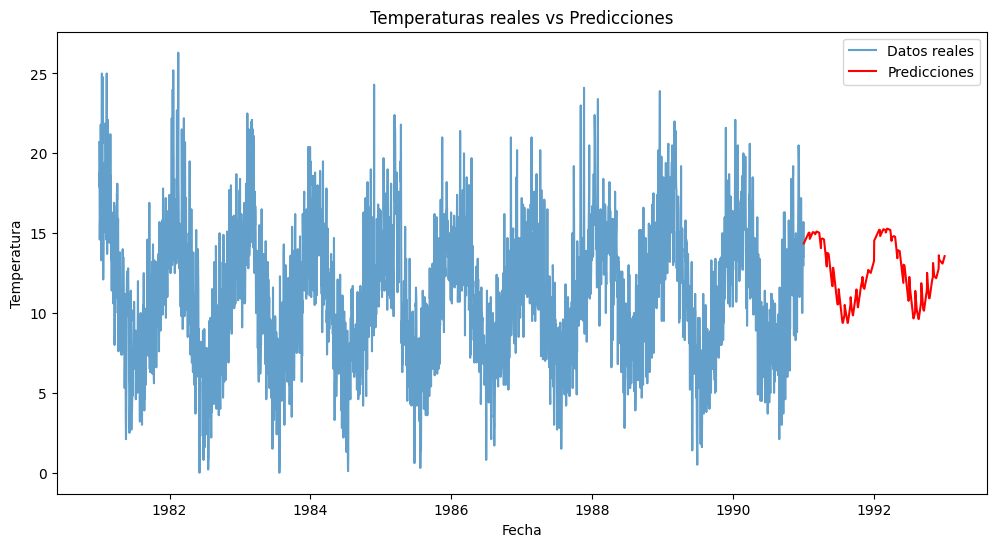 Temperaturas reales vs Predicciones
Datos reales
Predicciones
Temperatura
25
20
15
10
5
0
1982
1984
1986
1988
1990
1992
Fecha